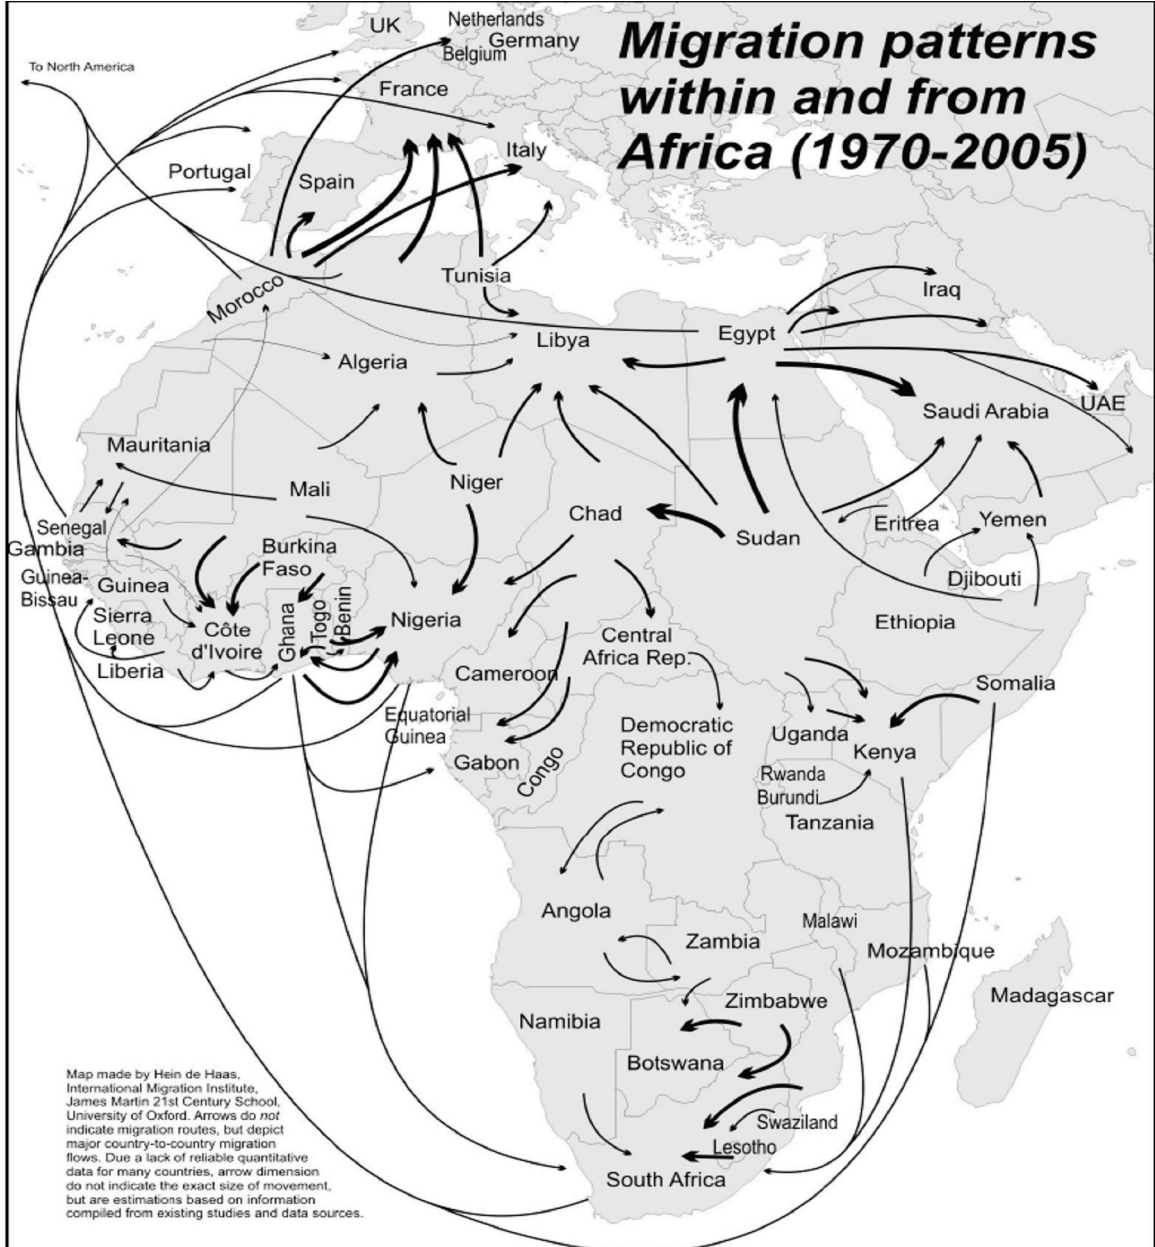 Migration patterns
within and from
Africa (1970-2005)
UK
Netherlands
Germany
Belgium
To North America
France
Italy
Portugal
Spain
Tunisia
Morocco
Iraq
Egypt
Libya
Algeria
UAE
Saudi Arabia
Mauritania
Niger
Mali
Chad
Senegal
Eritrea
Yemen
Sudan
Gambia
Burkina
Faso
Guinea-
Bissau
Guinea
Djibouti
Sierra
Leone
Côte
d'Ivoire
Ghana
Togo
Benin
Nigeria
Ethiopia
Central
Africa Rep.
Liberia
Cameroon
Somalia
Equatorial
Guinea
Democratic
Republic of
Congo
Uganda
Kenya
Gabon
Congo
Rwanda
Burundi
Tanzania
Angola
Malawi
Zambia
Mozambique
Madagascar
Zimbabwe
Namibia
Botswana
Swaziland
Lesotho
South Africa
Map made by Hein de Haas,
International Migration Institute,
James Martin 21st Century School,
University of Oxford. Arrows do not
indicate migration routes, but depict
major country-to-country migration
flows. Due a lack of reliable quantitative
data for many countries, arrow dimension
do not indicate the exact size of movement,
but are estimations based on information
compiled from existing studies and data sources.